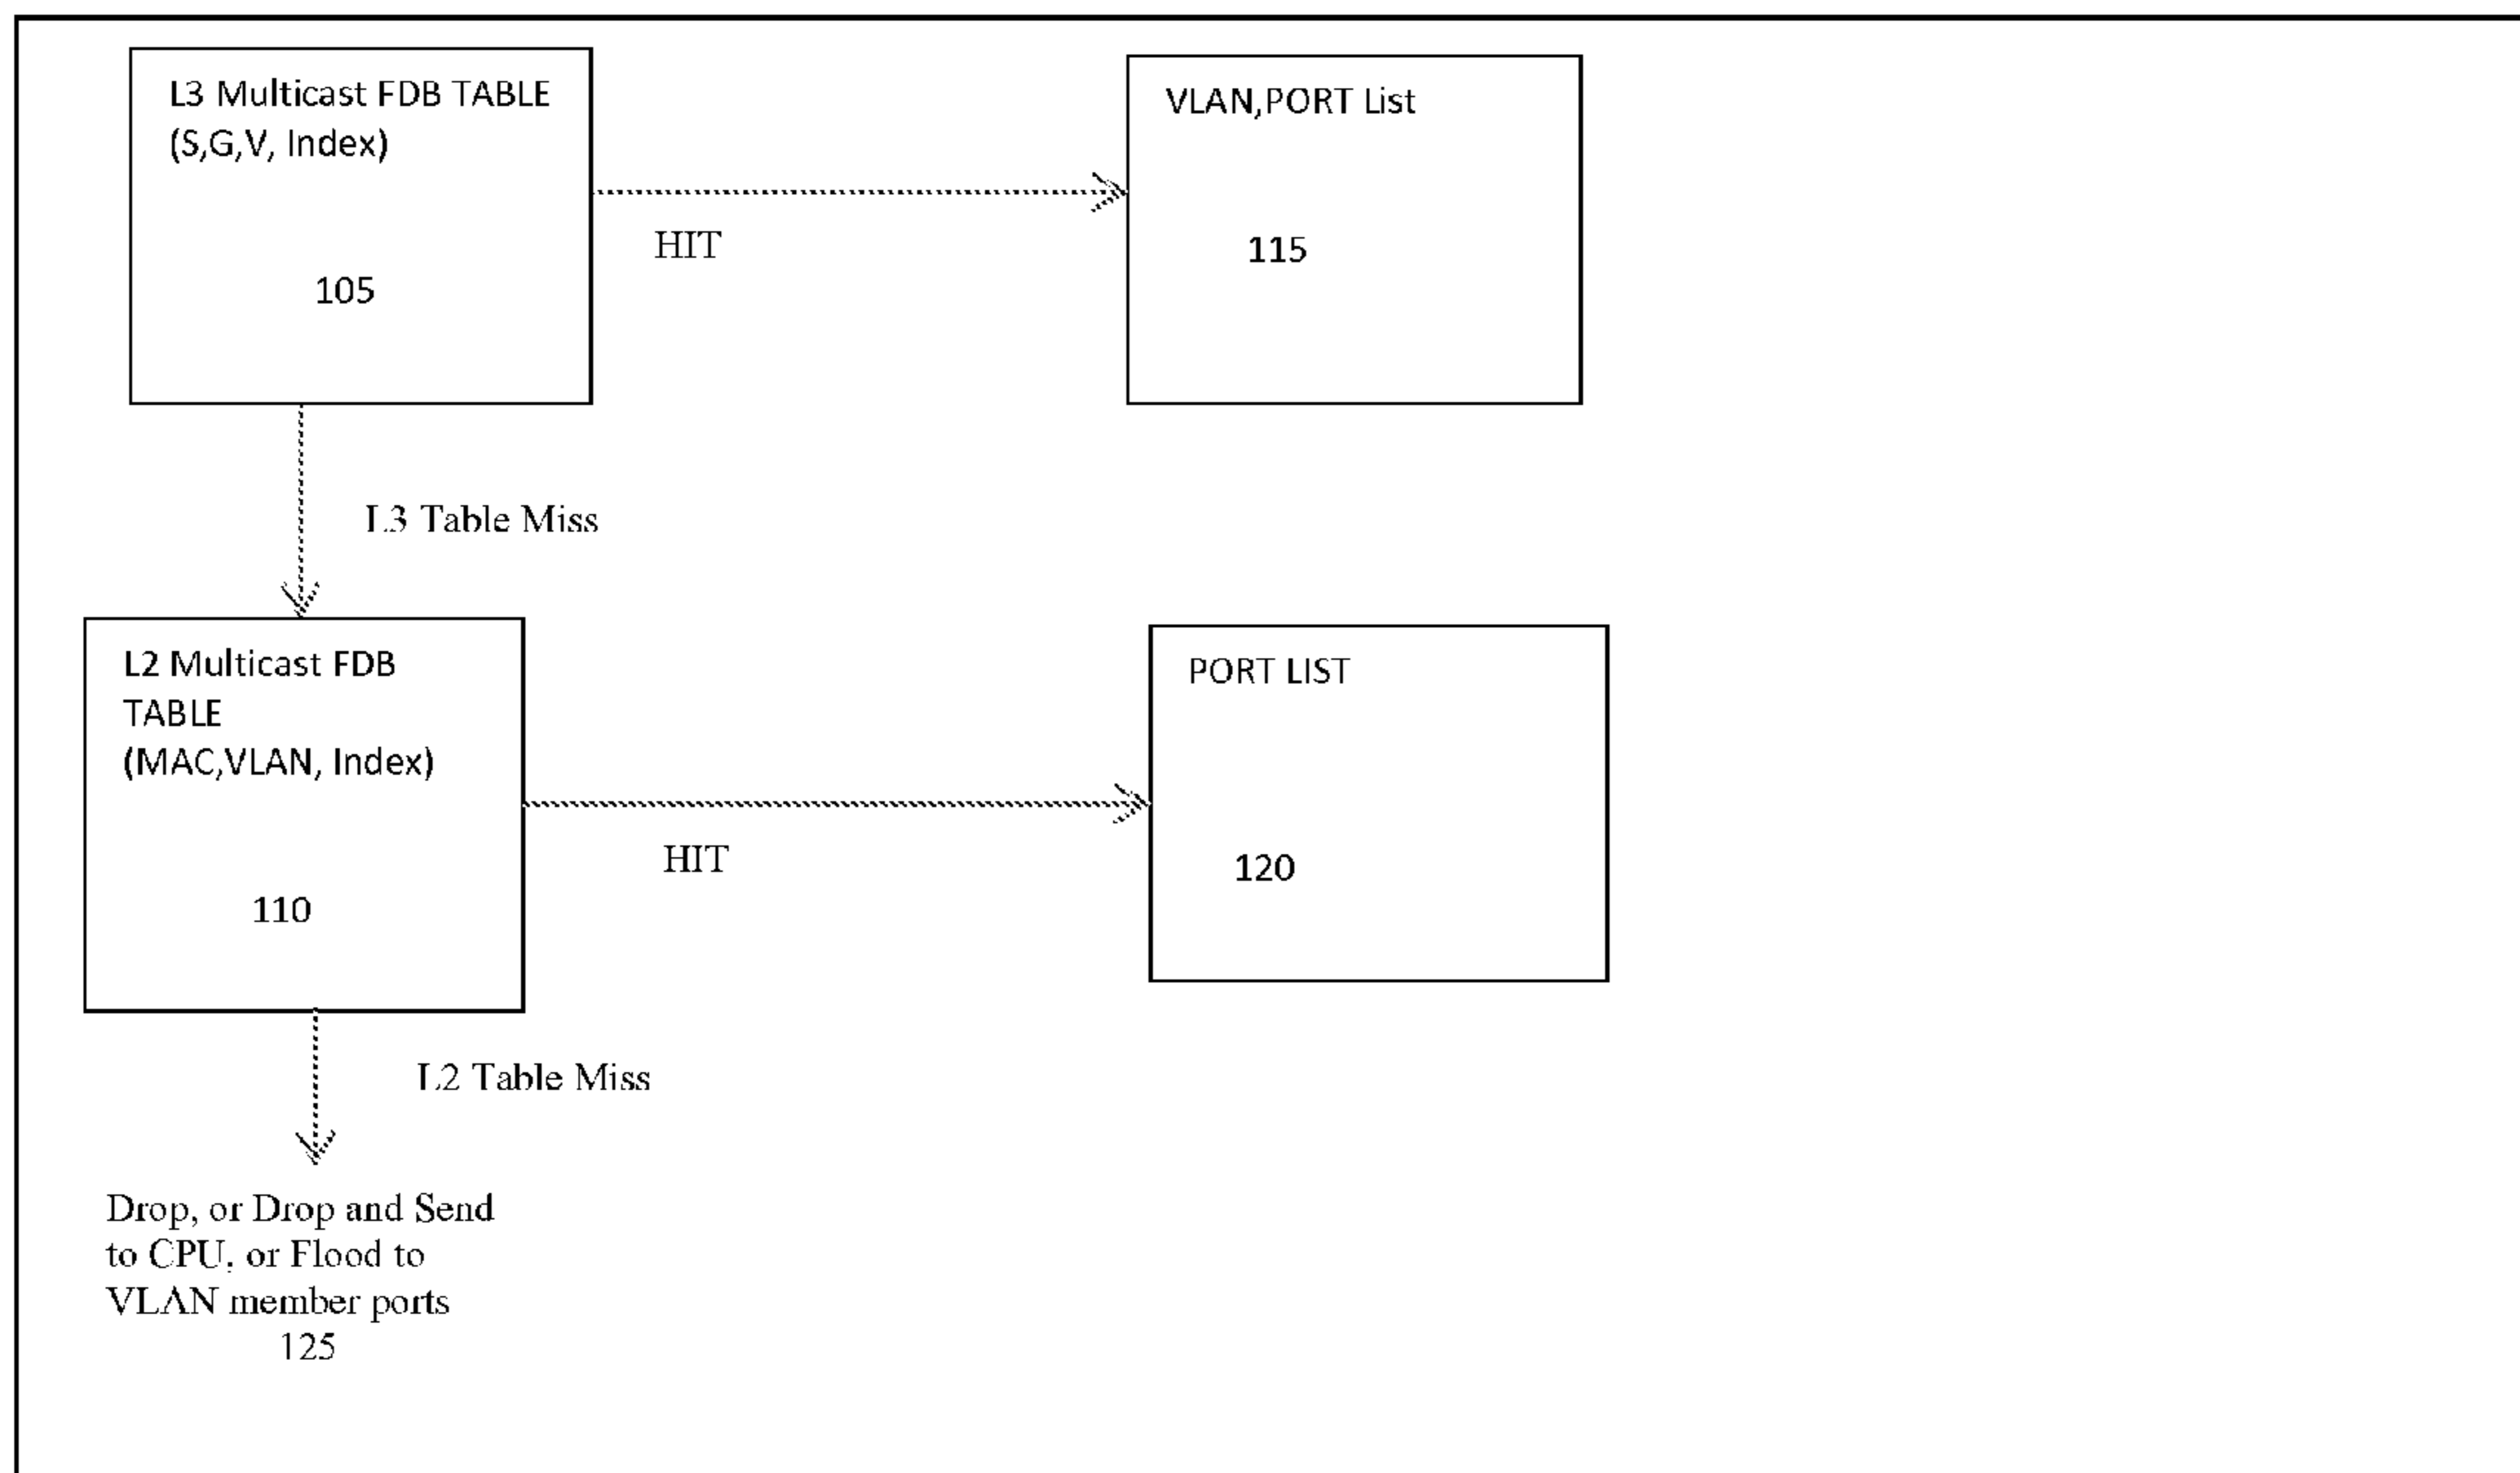 L3 Multicast FDB TABLE
(S,G,V, Index)
105
HIT
VLAN,PORT List
115
L3 Table Miss
L2 Multicast FDB
TABLE
(MAC,VLAN, Index)
110
HIT
PORT LIST
120
L2 Table Miss
Drop, or Drop and Send
to CPU, or Flood to
VLAN member ports
125